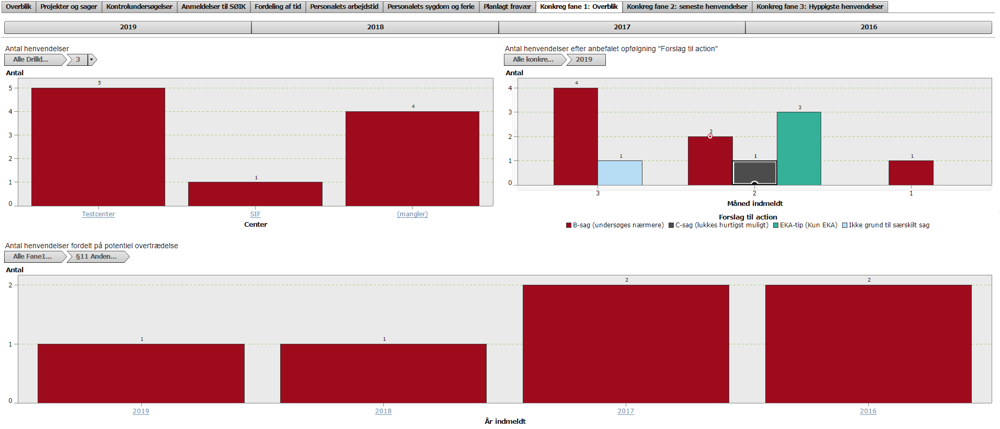 Overblik Projekter og sager Kontrolundersøgelser Anmeldelser til SØIK Fordeling af tid Personalets arbejdstid Personalets sygdom og ferie Planlagt fravær Konkreg fane 1: Overblik Konkreg fane 2: seneste henvendelser Konkreg fane 3: Hyppigste henvendelser
2019 2018 2017 2016
Antal henvendelser
Alle Drilld... 3
Antal
5
4
3
2
1
0
5
1
4
Testcenter SIF (mangler)
Center
Antal henvendelser efter anbefalet opfølgning "Forslag til action"
Alle konkre... 2019
Antal
4
3
2
1
0
4
1
2
1
3
1
3 2 1
Måned indmeldt
Forslag til action
B-sag (undersøges nærmere) C-sag (lukkes hurtigst muligt) EKA-tip (Kun EKA) Ikke grund til særskilt sag
Antal henvendelser fordelt på potentiel overtrædelse
Alle Fane1... §11 Anden...
Antal
2
1
0
1
1
2
2
2019 2018 2017 2016
År indmeldt